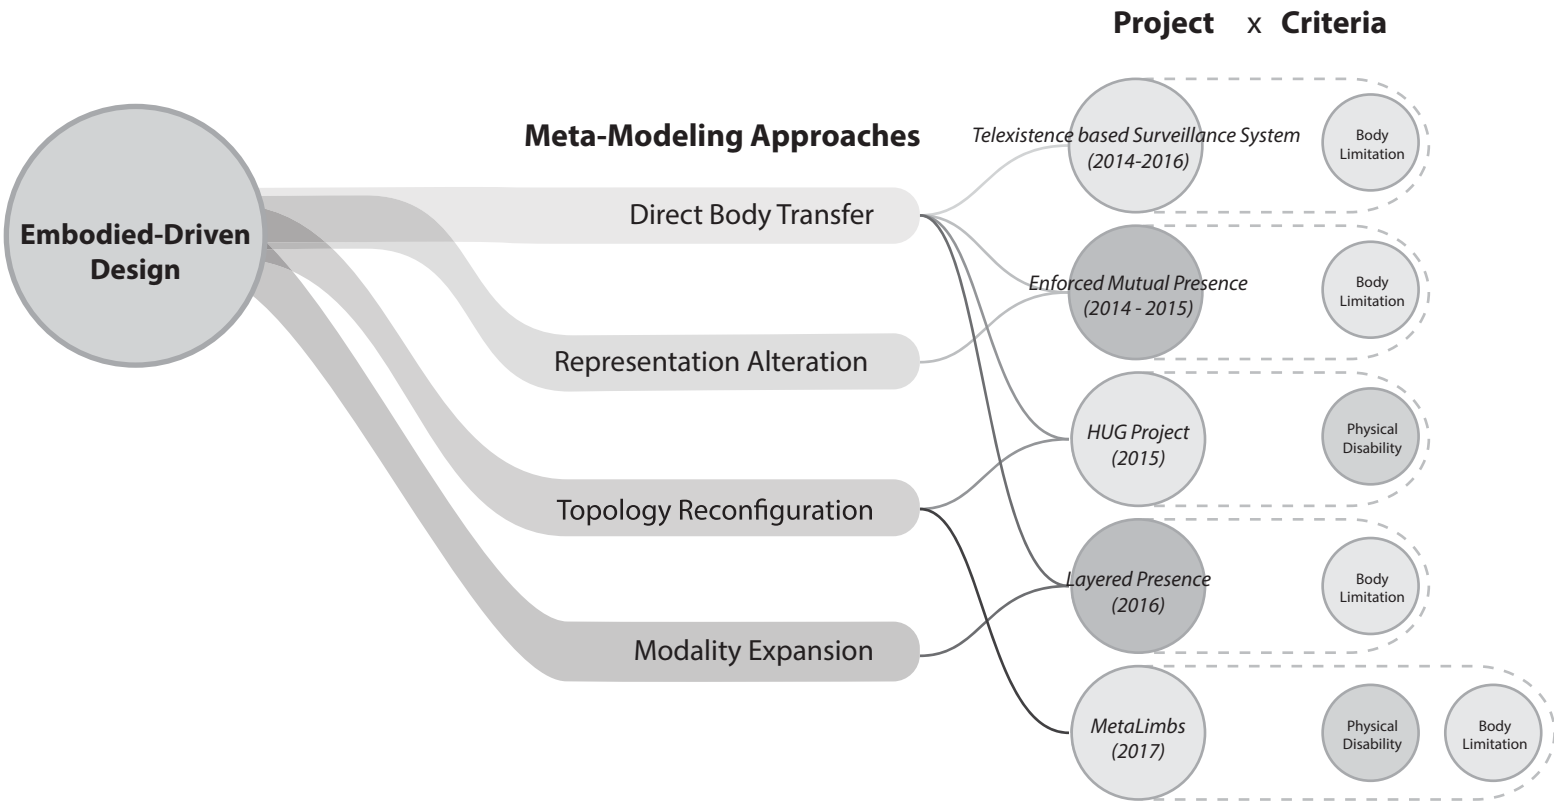 Project x Criteria
Embodied-Driven
Design
Meta-Modeling Approaches
Direct Body Transfer
Representation Alteration
Topology Reconfiguration
Modality Expansion
Telexistence based Surveillance System
(2014-2016)
Body
Limitation
Enforced Mutual Presence
(2014 - 2015)
Body
Limitation
HUG Project
(2015)
Physical
Disability
Layered Presence
(2016)
Body
Limitation
MetaLimbs
(2017)
Physical
Disability
Body
Limitation